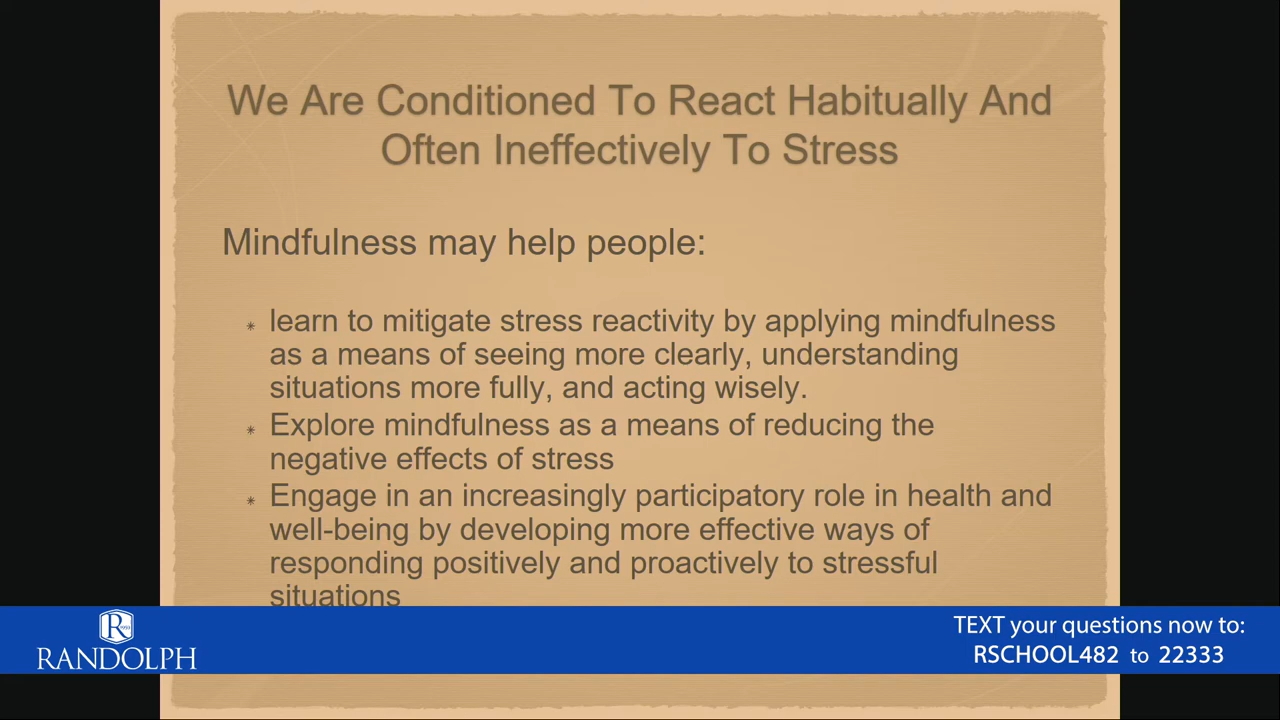 We Are Conditioned To React Habitually And
Often Ineffectively To Stress
Mindfulness may help people:
* learn to mitigate stress reactivity by applying mindfulness
as a means of seeing more clearly, understanding
situations more fully, and acting wisely.
* Explore mindfulness as a means of reducing the
negative effects of stress
* Engage in an increasingly participatory role in health and
well-being by developing more effective ways of
responding positively and proactively to stressful
situations
R
RANDOLPH
TEXT your questions now to:
RSCHOOL482 to 22333